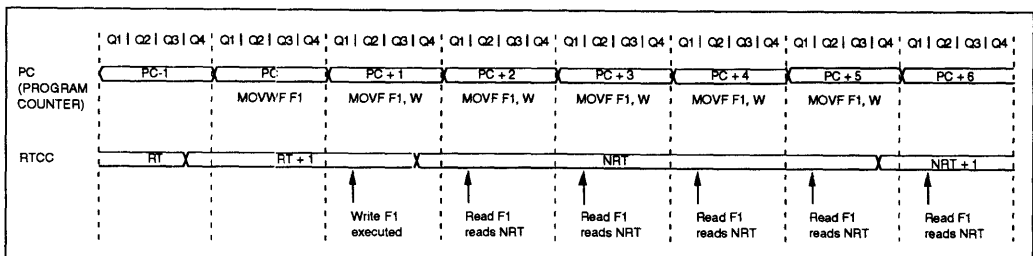 Q1 | Q2 | Q3 | Q4 Q1 | Q2 | Q3 | Q4 Q1 | Q2 | Q3 | Q4 Q1 | Q2 | Q3 | Q4 Q1 | Q2 | Q3 | Q4 Q1 | Q2 | Q3 | Q4 Q1 | Q2 | Q3 | Q4 Q1 | Q2 | Q3 | Q4
PC PC-1 PC PC + 1 PC + 2 PC + 3 PC + 4 PC + 5 PC + 6
(PROGRAM
COUNTER) MOVWF F1 MOVF F1, W MOVF F1, W MOVF F1, W MOVF F1, W MOVF F1, W
RTCC RT RT + 1 NRT NRT + 1
Write F1 Read F1 Read F1 Read F1 Read F1 Read F1
executed reads NRT reads NRT reads NRT reads NRT reads NRT